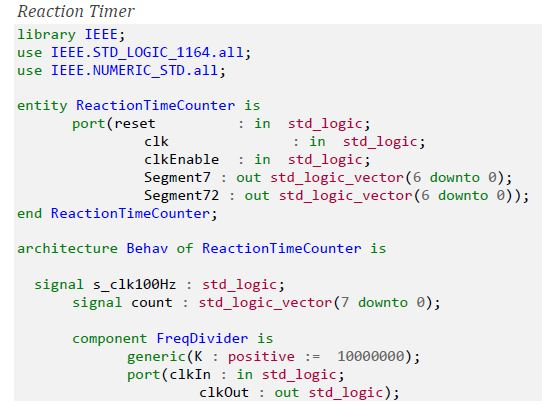 Reaction Timer
library IEEE;
use IEEE.STD_LOGIC_1164.all;
use IEEE.NUMERIC_STD.all;
entity ReactionTimeCounter is
port(reset : in std_logic;
clk : in std_logic;
clkEnable : in std_logic;
Segment7 : out std_logic_vector(6 downto 0);
Segment72 : out std_logic_vector(6 downto 0));
end ReactionTimeCounter;
architecture Behav of ReactionTimeCounter is
signal s_clk100Hz : std_logic;
signal count : std_logic_vector(7 downto 0);
component FreqDivider is
generic(K : positive := 10000000);
port(clkIn : in std_logic;
clkOut : out std_logic);